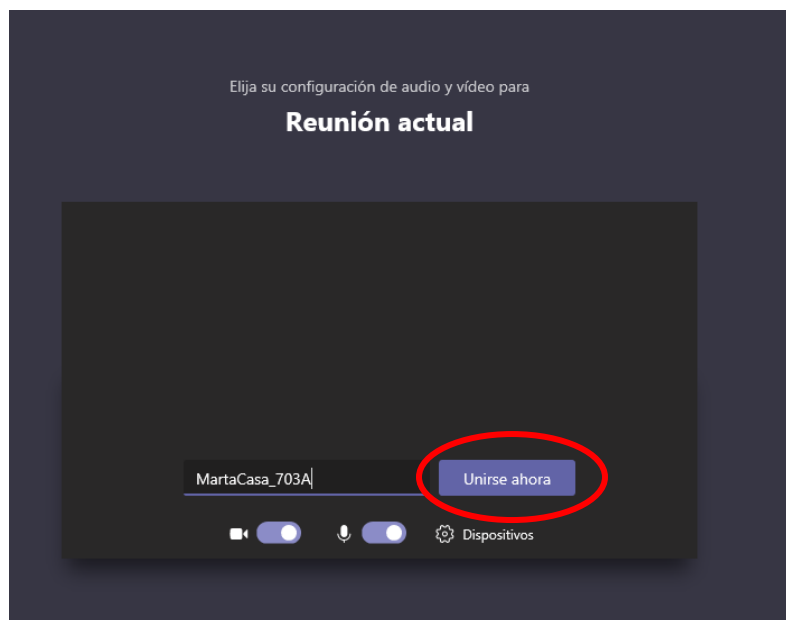 Elija su configuración de audio y vídeo para
Reunión actual
MartaCasa_703A
Unirse ahora
Dispositivos